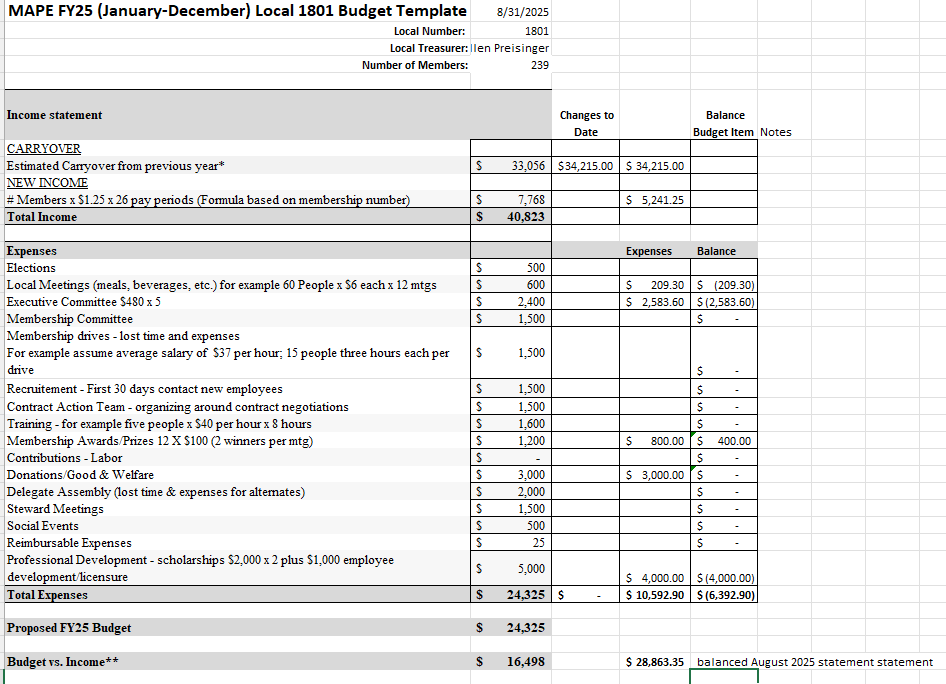 MAPE FY25 (January-December) Local 1801 Budget Template 8/31/2025
Local Number: 1801
Local Treasurer: llen Preisinger
Number of Members: 239
Income statement Changes to Date Balance Budget Item Notes
CARRYOVER
Estimated Carryover from previous year* $ 33,056 $34,215.00 $ 34,215.00
NEW INCOME
# Members x $1.25 x 26 pay periods (Formula based on membership number) $ 7,768 $ 5,241.25
Total Income $ 40,823
Expenses Expenses Balance
Elections $ 500
Local Meetings (meals, beverages, etc.) for example 60 People x $6 each x 12 mtgs $ 600 $ 209.30 $ (209.30)
Executive Committee $480 x 5 $ 2,400 $ 2,583.60 $ (2,583.60)
Membership Committee $ 1,500 $ -
Membership drives - lost time and expenses
For example assume average salary of $37 per hour; 15 people three hours each per $ 1,500
drive $ -
Recruitement - First 30 days contact new employees $ 1,500 $ -
Contract Action Team - organizing around contract negotiations $ 1,500 $ -
Training - for example five people x $40 per hour x 8 hours $ 1,600 $ -
Membership Awards/Prizes 12 X $100 (2 winners per mtg) $ 1,200 $ 800.00 $ 400.00
Contributions - Labor $ - $ -
Donations/Good & Welfare $ 3,000 $ 3,000.00 $ -
Delegate Assembly (lost time & expenses for alternates) $ 2,000 $ -
Steward Meetings $ 1,500 $ -
Social Events $ 500 $ -
Reimbursable Expenses $ 25 $ -
Professional Development - scholarships $2,000 x 2 plus $1,000 employee $ 5,000
development/licensure $ 4,000.00 $ (4,000.00)
Total Expenses $ 24,325 $ - $ 10,592.90 $ (6,392.90)
Proposed FY25 Budget $ 24,325
Budget vs. Income** $ 16,498 $ 28,863.35 balanced August 2025 statement statement